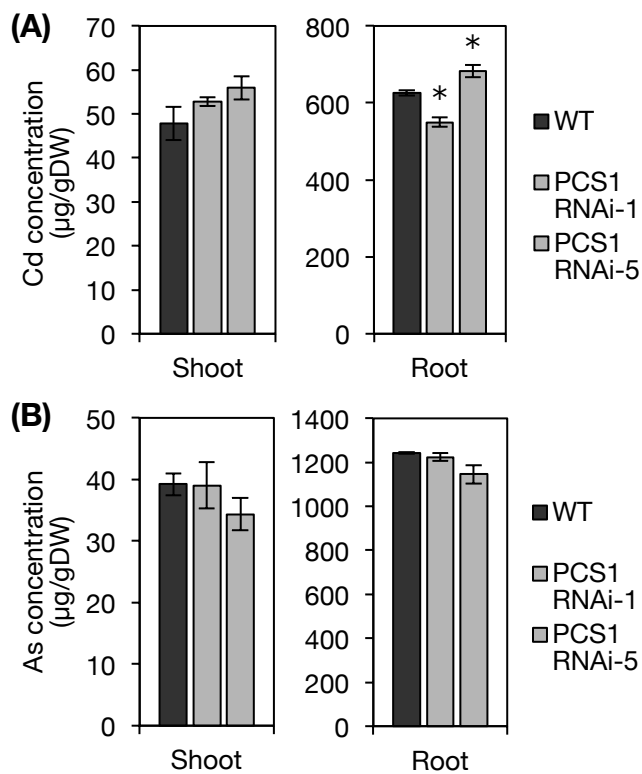 (A)
Cd concentration
(µg/gDW)
70
60
50
40
30
20
10
0
Shoot
800
600
400
200
0
*
*
Root
WT
PCS1
RNAi-1
PCS1
RNAi-5
(B)
As concentration
(µg/gDW)
50
40
30
20
10
0
Shoot
1400
1200
1000
800
600
400
200
0
Root
WT
PCS1
RNAi-1
PCS1
RNAi-5